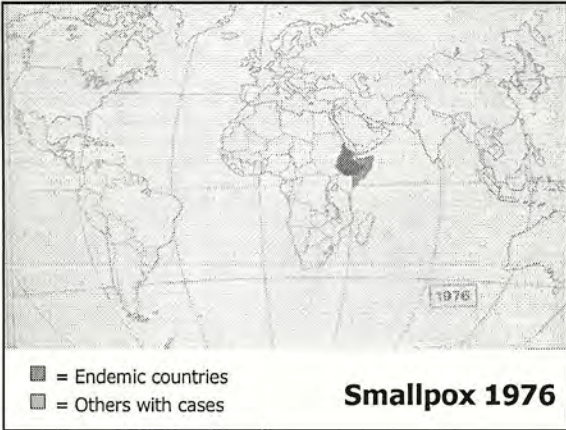 1976
= Endemic countries
= Others with cases
Smallpox 1976